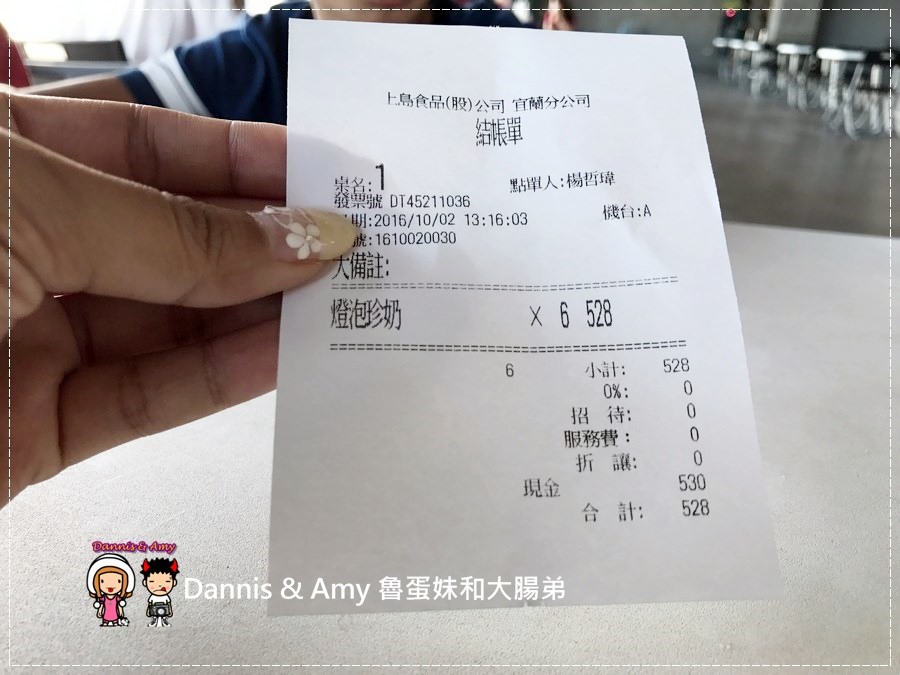 上島食品(股)公司 宜蘭分公司
結帳單
桌名:1 點單人:楊哲瑋
發票號 DT45211036
期:2016/10/02 13:16:03 機台:A
號:1610020030
大備註:
燈泡珍奶 X 6 528
6 小計: 528
0%: 0
招 待: 0
服務費: 0
折 讓: 0
現金 530
合 計: 528
Dannis & Amy
Dannis & Amy 魯蛋妹和大腸弟